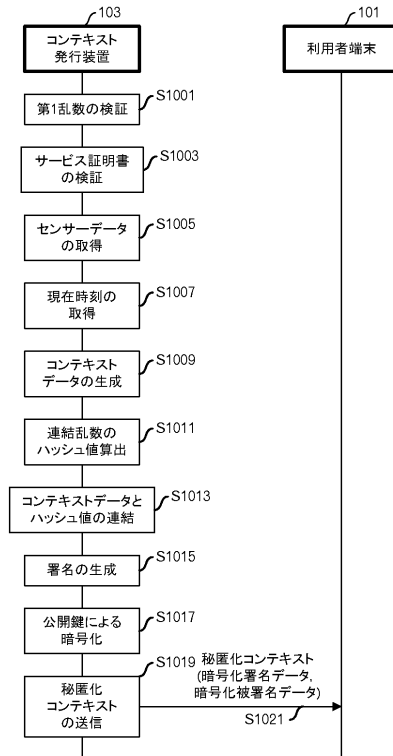 103
コンテキスト
発行装置
101
利用者端末
S1001
第1乱数の検証
S1003
サービス証明書
の検証
S1005
センサーデータ
の取得
S1007
現在時刻の
取得
S1009
コンテキスト
データの生成
S1011
連結乱数の
ハッシュ値算出
S1013
コンテキストデータと
ハッシュ値の連結
S1015
署名の生成
S1017
公開鍵による
暗号化
S1019
秘匿化
コンテキスト
の送信
秘匿化コンテキスト
(暗号化署名データ,
暗号化被署名データ)
S1021